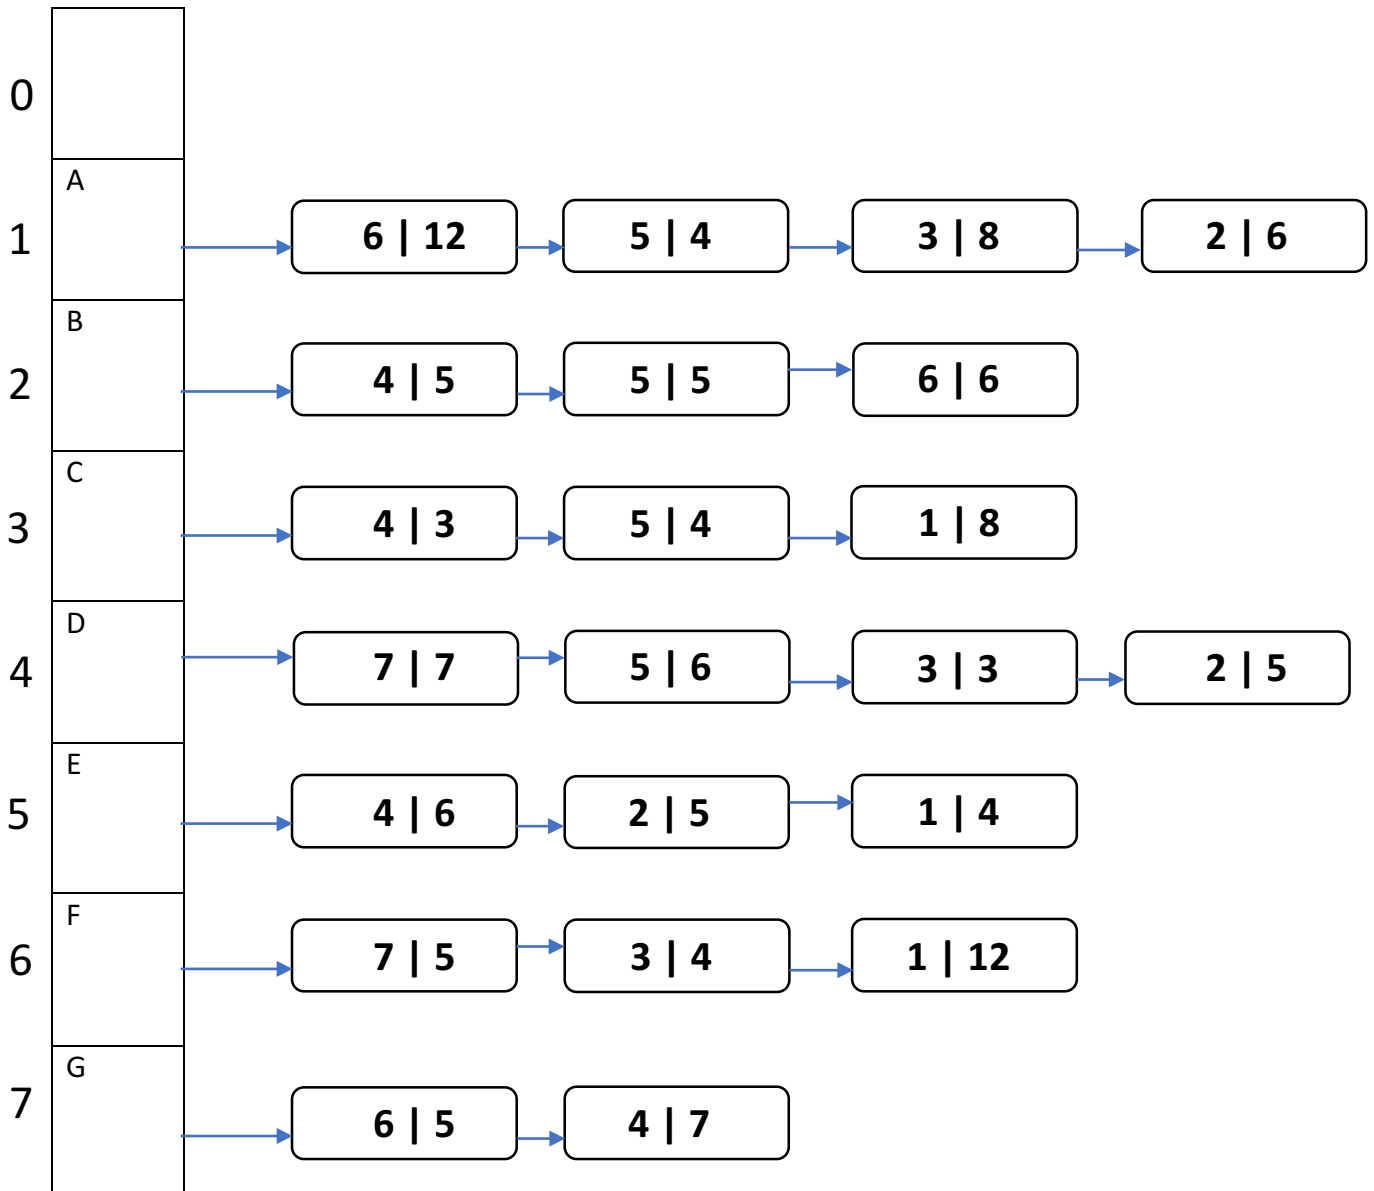 0
A
1 6 | 12 5 | 4 3 | 8 2 | 6
B
2 4 | 5 5 | 5 6 | 6
C
3 4 | 3 5 | 4 1 | 8
D
4 7 | 7 5 | 6 3 | 3 2 | 5
E
5 4 | 6 2 | 5 1 | 4
F
6 7 | 5 3 | 4 1 | 12
G
7 6 | 5 4 | 7